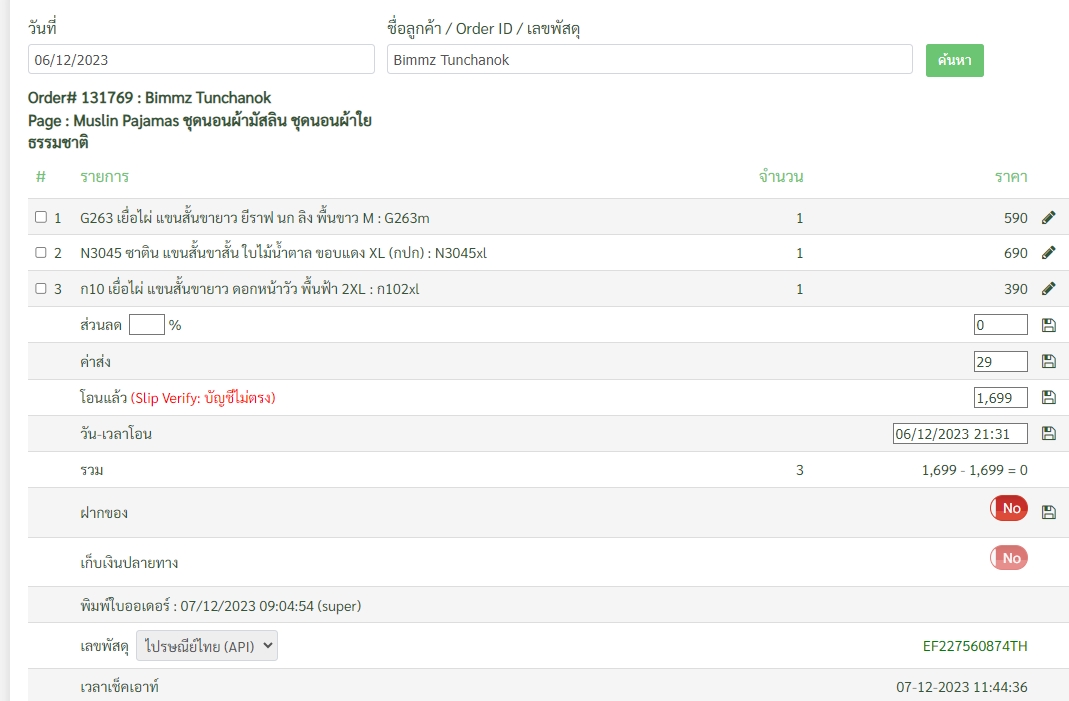 วันที่ ชื่อลูกค้า / Order ID / เลขพัสดุ
06/12/2023 Bimmz Tunchanok ค้นหา
Order# 131769 : Bimmz Tunchanok
Page : Muslin Pajamas ชุดนอนผ้ามัสลิน ชุดนอนผ้าใย
ธรรมชาติ
# รายการ จำนวน ราคา
1 G263 เยื่อไผ่ แขนสั้นขายาว ยีราฟ นก ลิง พื้นขาว M : G263m 1 590
2 N3045 ซาติน แขนสั้นขาสั้น ใบไม้น้ำตาล ขอบแดง XL (กปก) : N3045xl 1 690
3 ก10 เยื่อไผ่ แขนสั้นขายาว ดอกหน้าวัว พื้นฟ้า 2XL : ก102xl 1 390
ส่วนลด % 0
ค่าส่ง 29
โอนแล้ว (Slip Verify: บัญชีไม่ตรง) 1,699
วัน-เวลาโอน 06/12/2023 21:31
รวม 3 1,699 - 1,699 = 0
ฝากของ No
เก็บเงินปลายทาง No
พิมพ์ใบออเดอร์ : 07/12/2023 09:04:54 (super)
เลขพัสดุ ไปรษณีย์ไทย (API) EF227560874TH
เวลาเช็คเอาท์ 07-12-2023 11:44:36